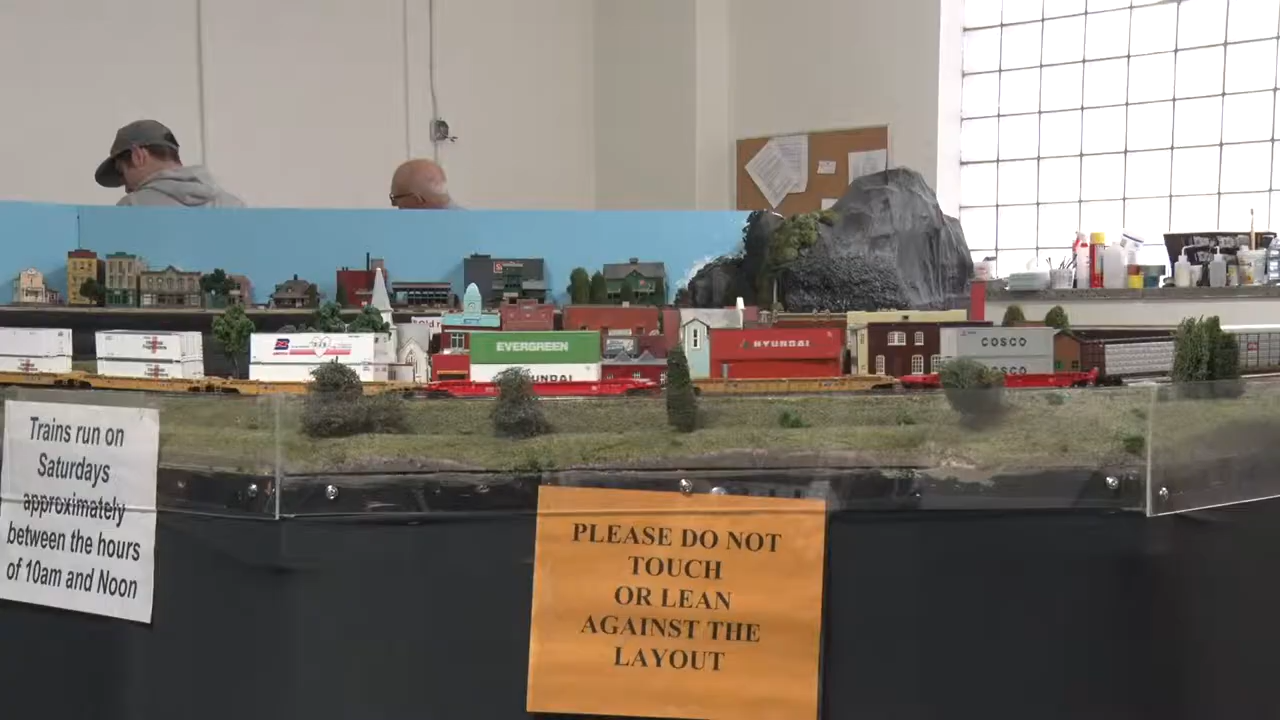 EVERGREEN
HYUNDAI
HYUNDAI
COSCO
COSCO
Trains run on
Saturdays
approximately
between the hours
of 10am and Noon
PLEASE DO NOT
TOUCH
OR LEAN
AGAINST THE
LAYOUT